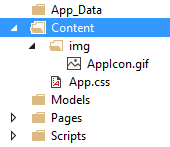 App_Data
Content
img
AppIcon.gif
App.css
Models
Pages
Scripts